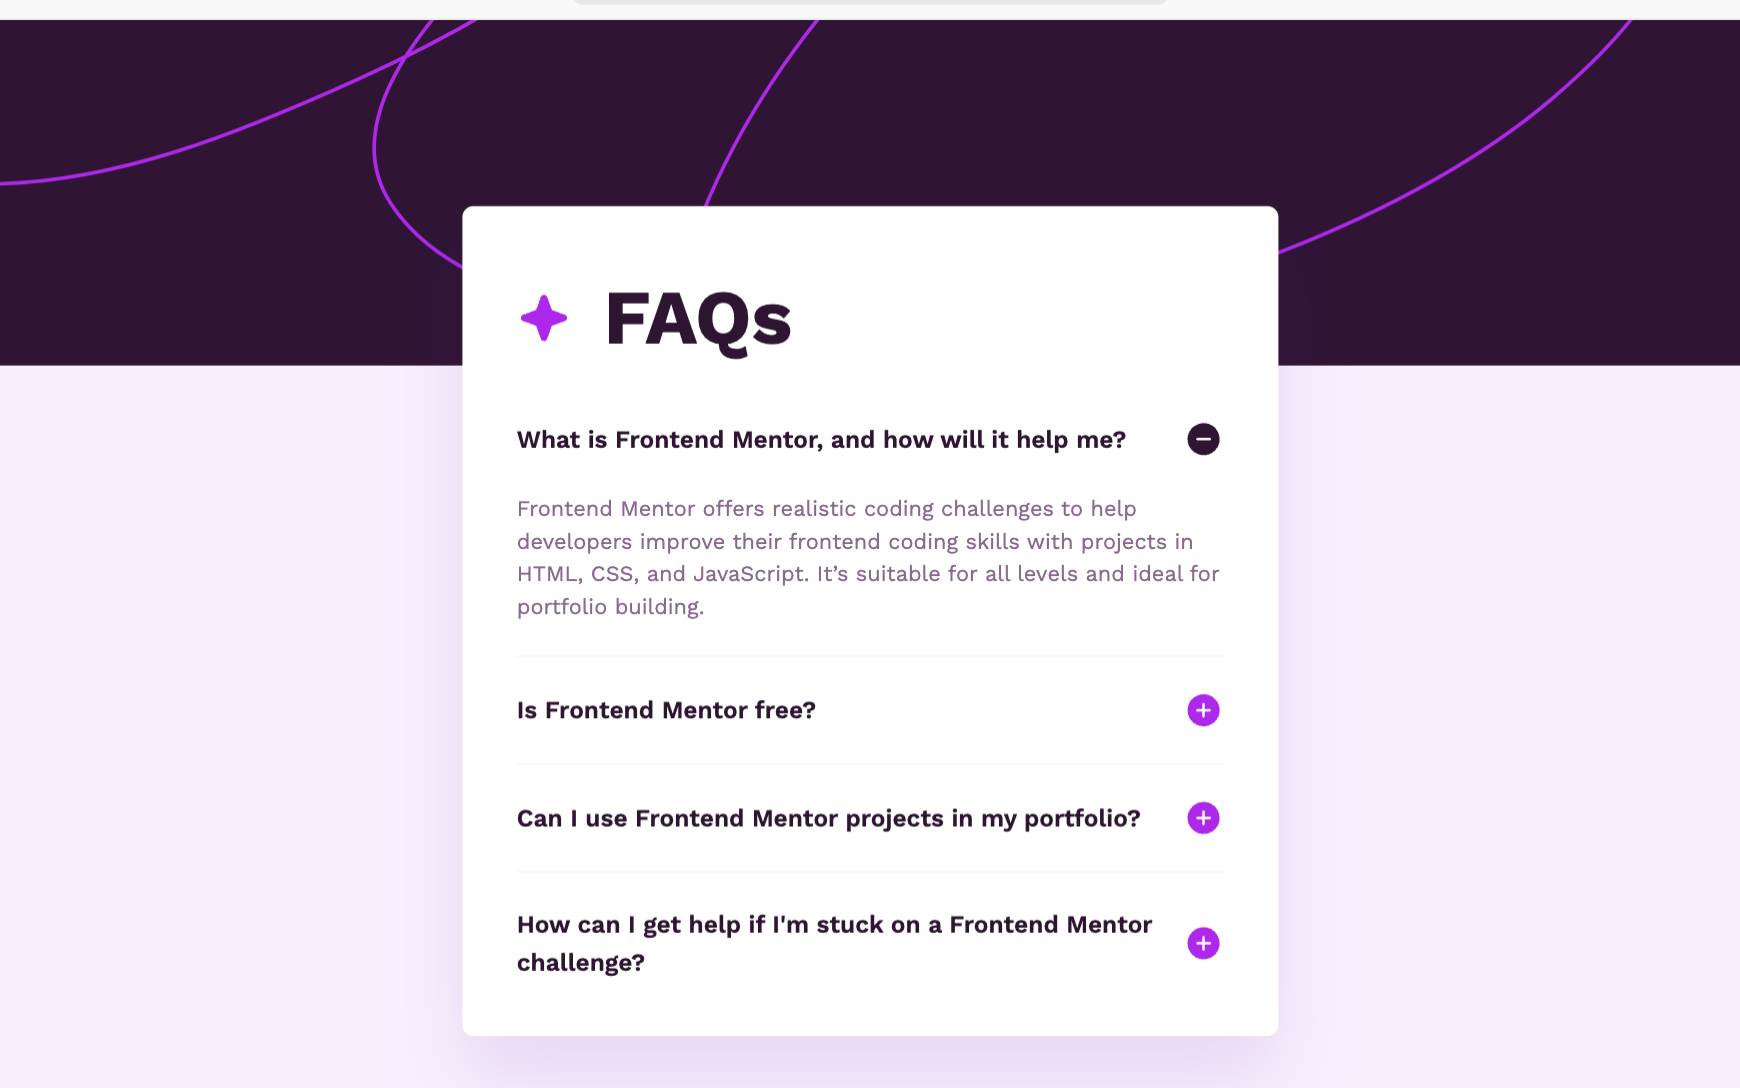 FAQs
What is Frontend Mentor, and how will it help me?
Frontend Mentor offers realistic coding challenges to help
developers improve their frontend coding skills with projects in
HTML, CSS, and JavaScript. It’s suitable for all levels and ideal for
portfolio building.
Is Frontend Mentor free?
Can I use Frontend Mentor projects in my portfolio?
How can I get help if I'm stuck on a Frontend Mentor
challenge?